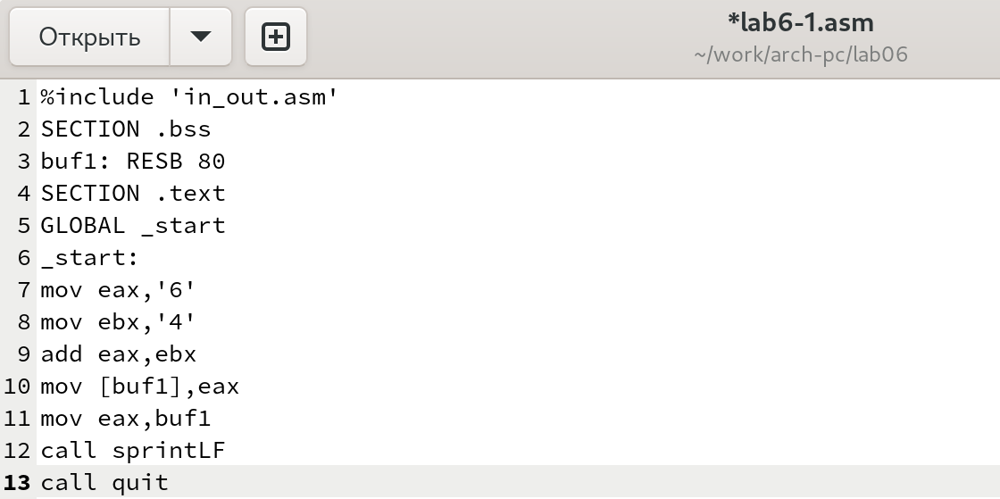 Открыть
*lab6-1.asm
~/work/arch-pc/lab06
1 %include 'in_out.asm'
2 SECTION .bss
3 buf1: RESB 80
4 SECTION .text
5 GLOBAL _start
6 _start:
7 mov eax,'6'
8 mov ebx,'4'
9 add eax,ebx
10 mov [buf1],eax
11 mov eax,buf1
12 call sprintLF
13 call quit